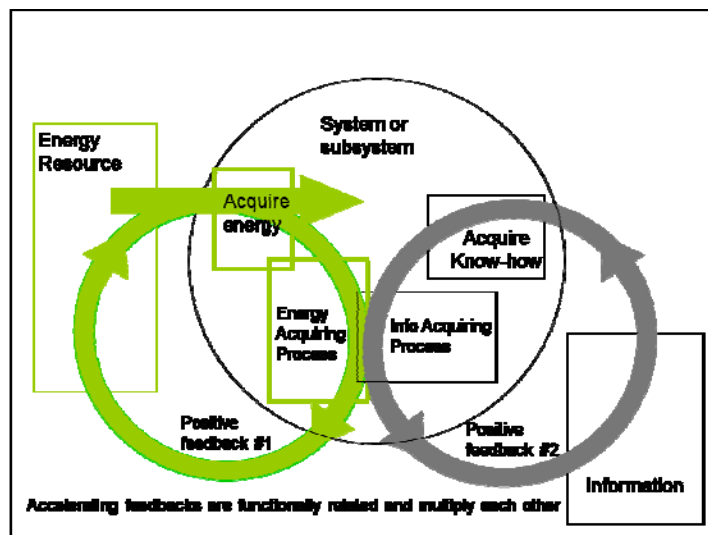 System or
subsystem
Energy
Resource
Acquire
energy
Acquire
Know-how
Energy
Acquiring
Process
Info Acquiring
Process
Positive
feedback #1
Positive
feedback #2
Information
Accelerating feedbacks are functionally related and multiply each other